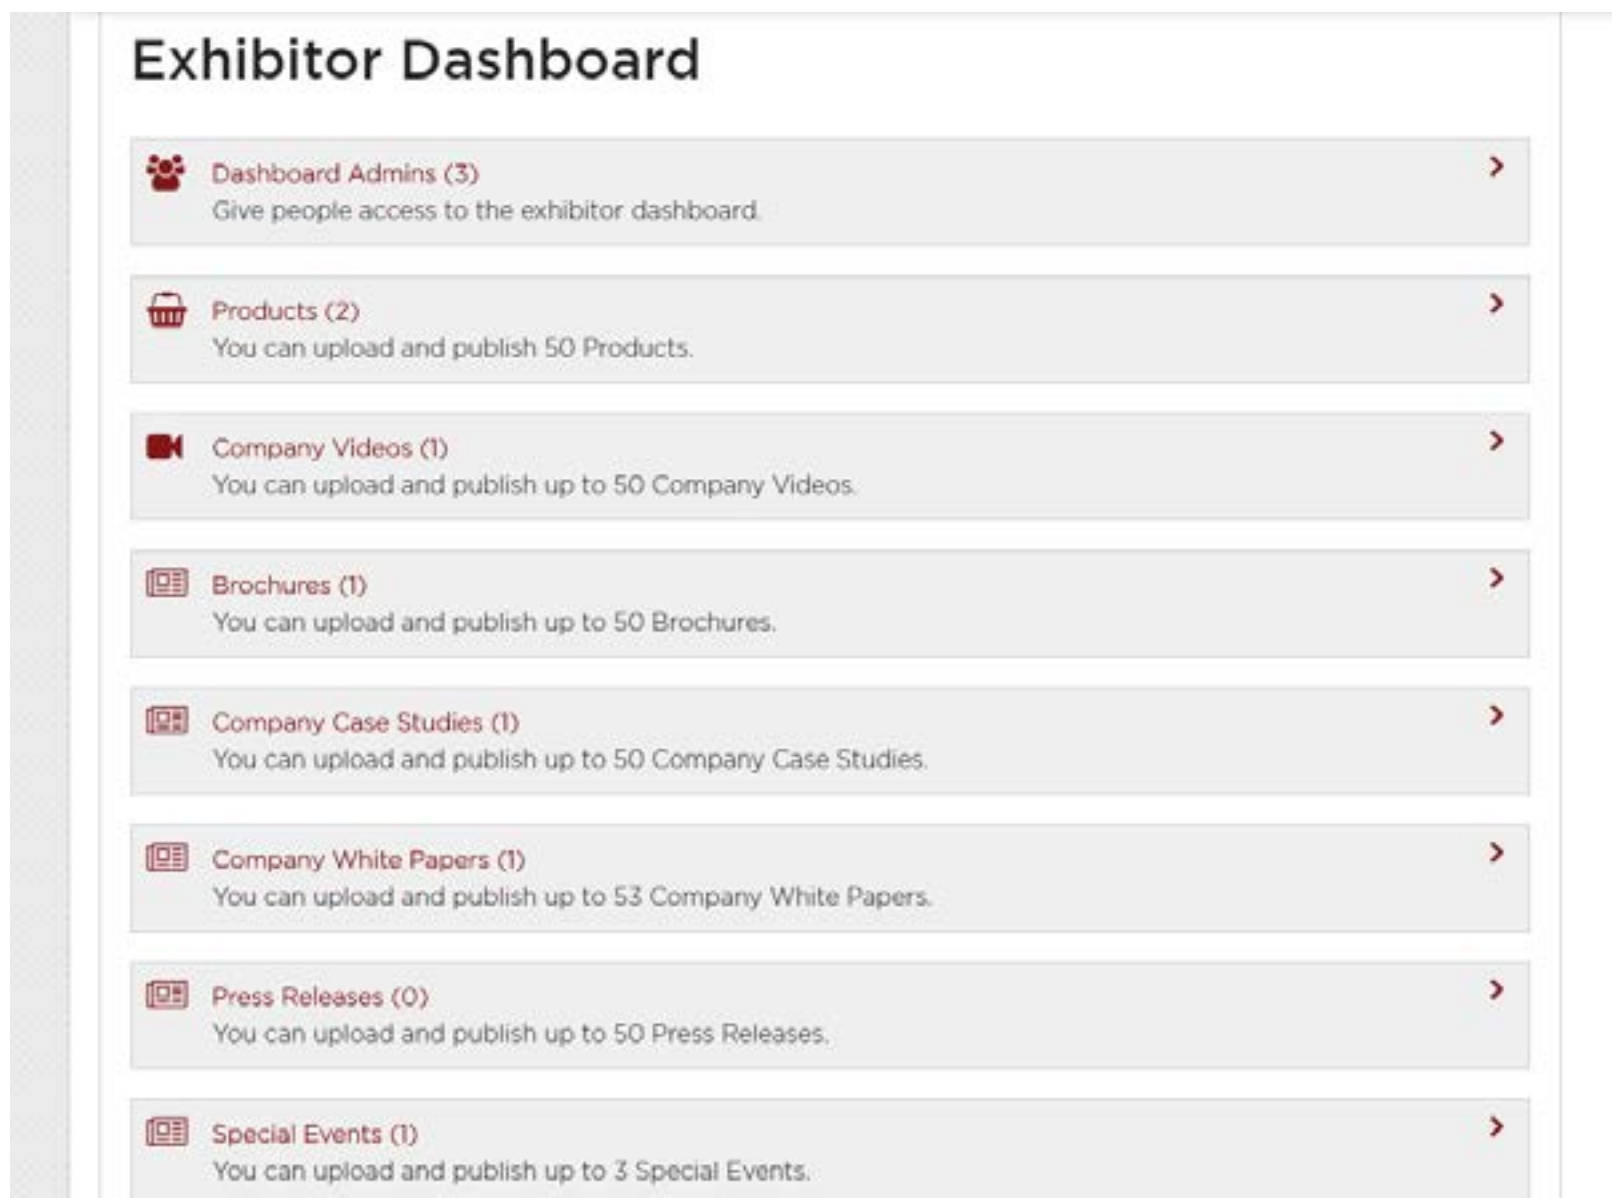 Exhibitor Dashboard
Dashboard Admins (3)
Give people access to the exhibitor dashboard.
Products (2)
You can upload and publish 50 Products.
Company Videos (1)
You can upload and publish up to 50 Company Videos.
Brochures (1)
You can upload and publish up to 50 Brochures.
Company Case Studies (1)
You can upload and publish up to 50 Company Case Studies.
Company White Papers (1)
You can upload and publish up to 53 Company White Papers.
Press Releases (0)
You can upload and publish up to 50 Press Releases.
Special Events (1)
You can upload and publish up to 3 Special Events.